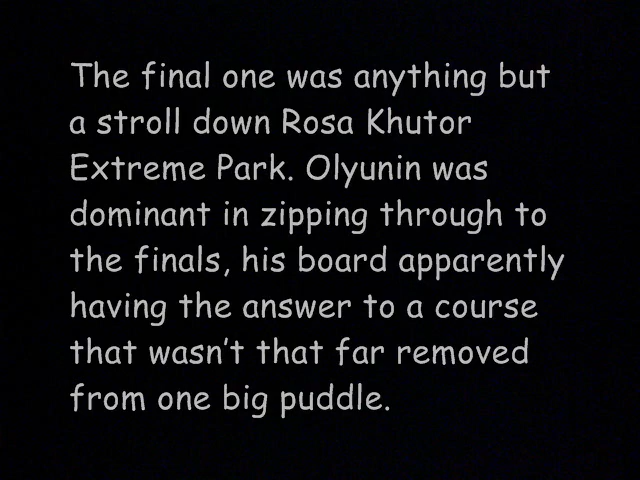 The final one was anything but
a stroll down Rosa Khutor
Extreme Park. Olyunin was
dominant in zipping through to
the finals, his board apparently
having the answer to a course
that wasn't that far removed
from one big puddle.